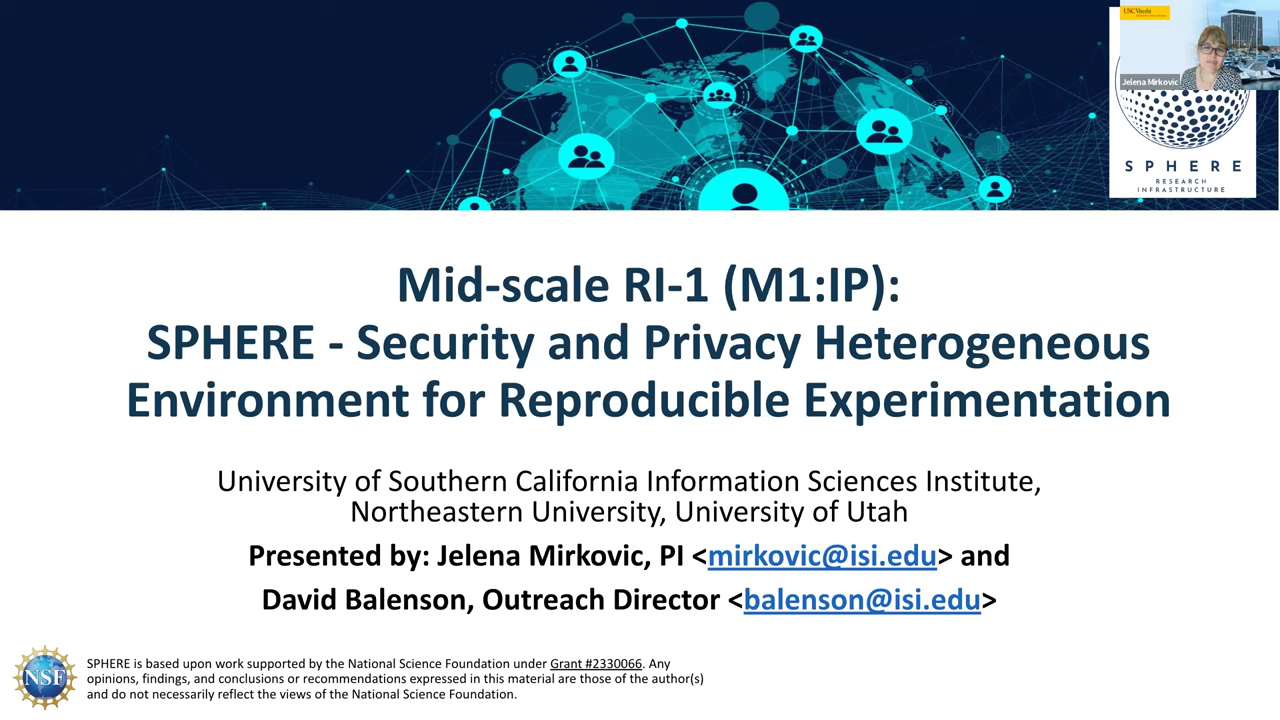 USC Viterbi
Jelena Mirkovic
SPHERE
RESEARCH
INFRASTRUCTURE
Mid-scale RI-1 (M1:IP):
SPHERE - Security and Privacy Heterogeneous
Environment for Reproducible Experimentation
University of Southern California Information Sciences Institute,
Northeastern University, University of Utah
Presented by: Jelena Mirkovic, PI <mirkovic@isi.edu> and
David Balenson, Outreach Director <balenson@isi.edu>
NSF
SPHERE is based upon work supported by the National Science Foundation under Grant #2330066. Any
opinions, findings, and conclusions or recommendations expressed in this material are those of the author(s)
and do not necessarily reflect the views of the National Science Foundation.